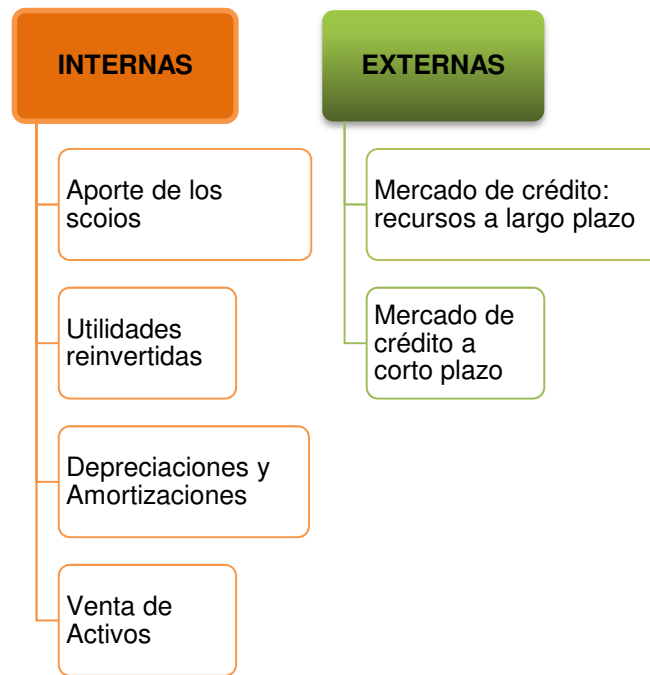 INTERNAS
Aporte de los
scoios
Utilidades
reinvertidas
Depreciaciones y
Amortizaciones
Venta de
Activos
EXTERNAS
Mercado de crédito:
recursos a largo plazo
Mercado de
crédito a
corto plazo